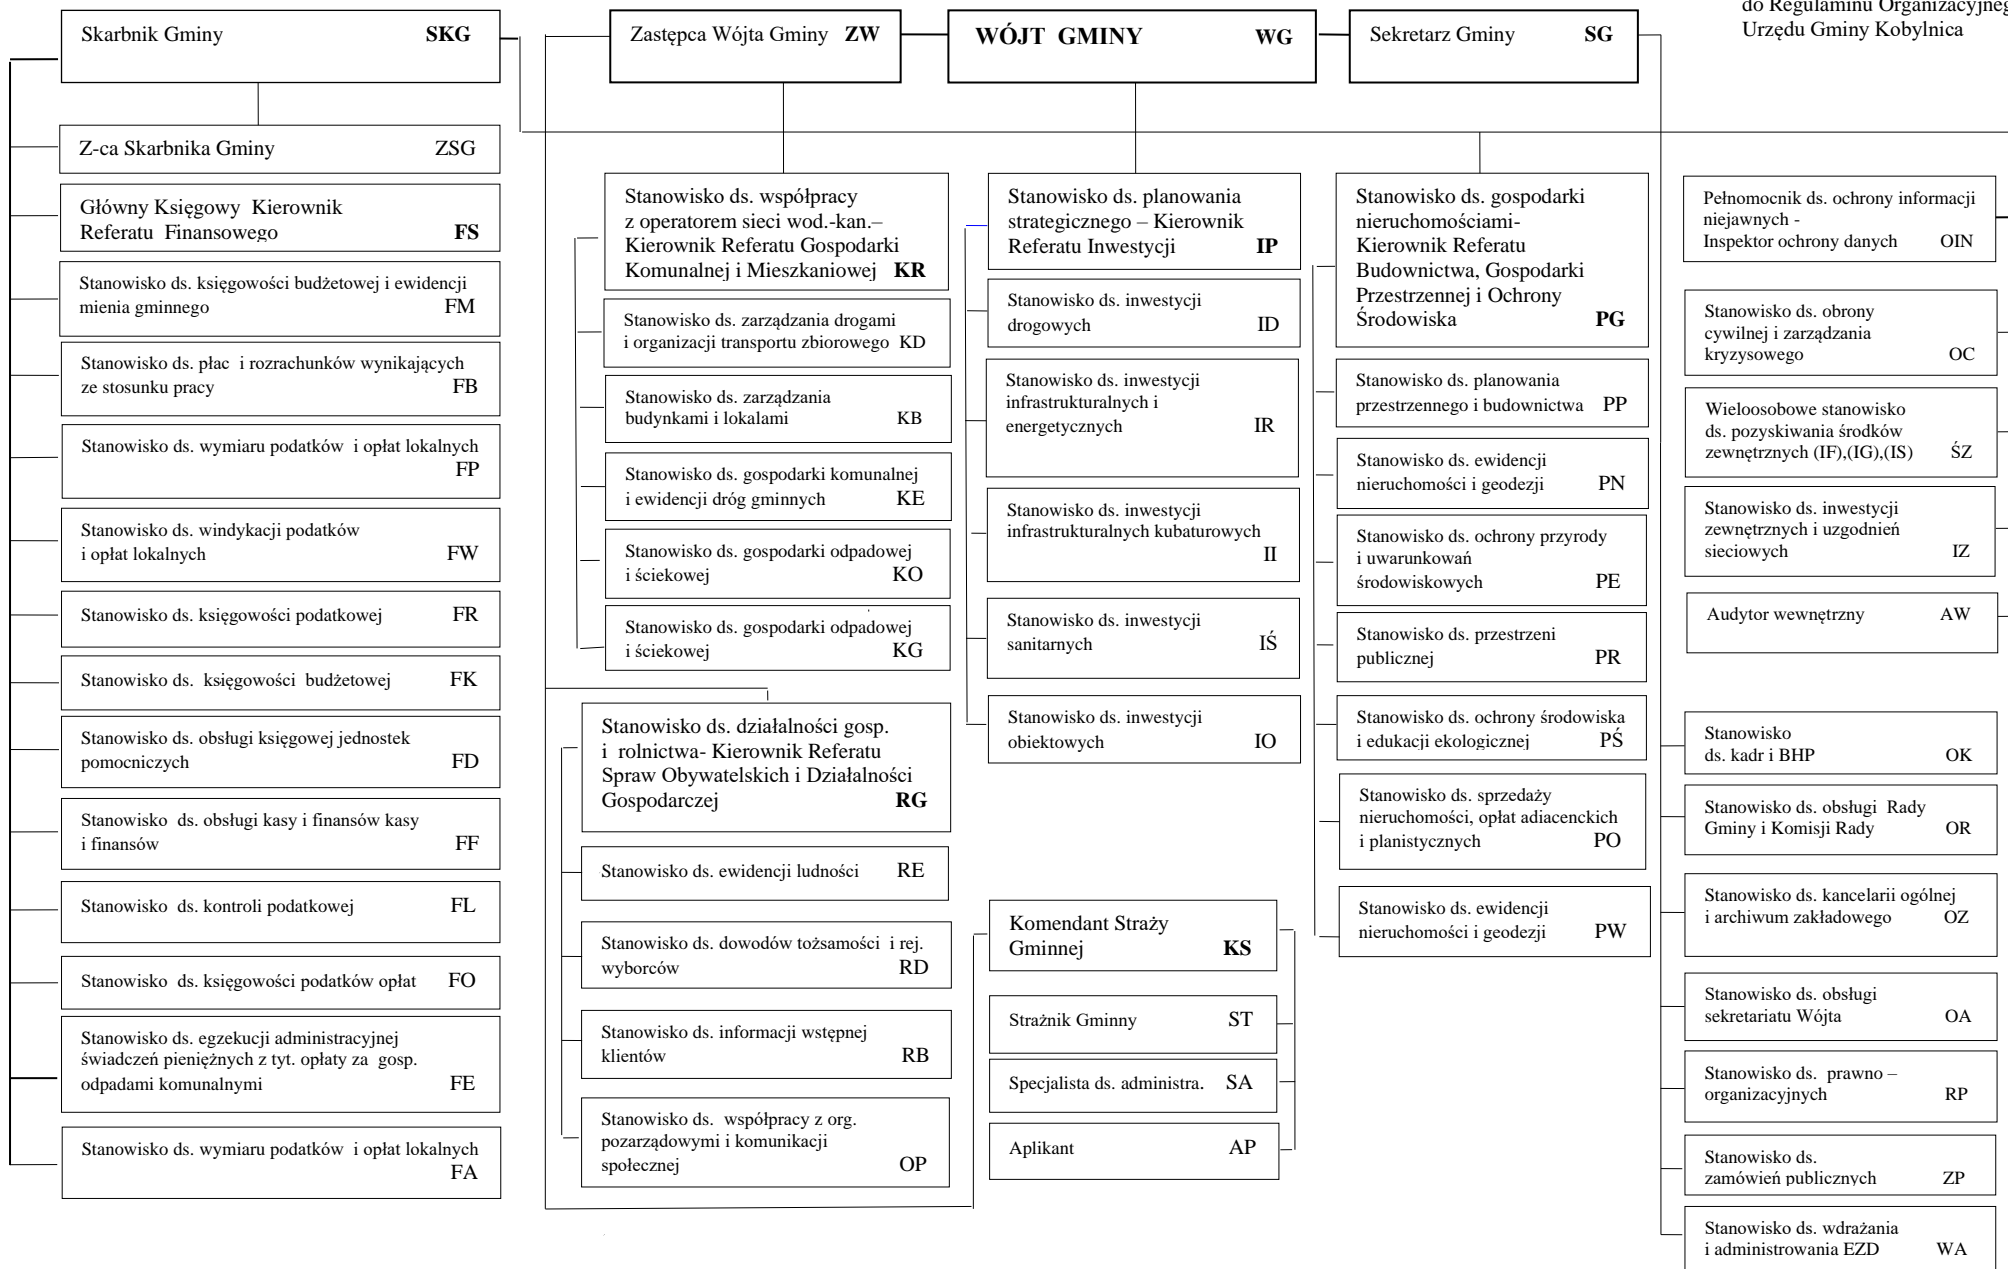 do Regulaminu Organizacyjneg
Urzędu Gminy Kobylnica
Skarbnik Gminy SKG
Zastępca Wójta Gminy ZW
WÓJT GMINY WG
Sekretarz Gminy SG
Z-ca Skarbnika Gminy ZSG
Główny Księgowy Kierownik
Referatu Finansowego FS
Stanowisko ds. księgowości budżetowej i ewidencji
mienia gminnego FM
Stanowisko ds. płac i rozrachunków wynikających
ze stosunku pracy FB
Stanowisko ds. wymiaru podatków i opłat lokalnych
FP
Stanowisko ds. windykacji podatków
i opłat lokalnych FW
Stanowisko ds. księgowości podatkowej FR
Stanowisko ds. księgowości budżetowej FK
Stanowisko ds. obsługi księgowej jednostek
pomocniczych FD
Stanowisko ds. obsługi kasy i finansów kasy
i finansów FF
Stanowisko ds. kontroli podatkowej FL
Stanowisko ds. księgowości podatków opłat FO
Stanowisko ds. egzekucji administracyjnej
świadczeń pieniężnych z tyt. opłaty za gosp.
odpadami komunalnymi FE
Stanowisko ds. wymiaru podatków i opłat lokalnych
FA
Stanowisko ds. współpracy
z operatorem sieci wod.-kan.–
Kierownik Referatu Gospodarki
Komunalnej i Mieszkaniowej KR
Stanowisko ds. zarządzania drogami
i organizacji transportu zbiorowego KD
Stanowisko ds. zarządzania
budynkami i lokalami KB
Stanowisko ds. gospodarki komunalnej
i ewidencji dróg gminnych KE
Stanowisko ds. gospodarki odpadowej
i ściekowej KO
Stanowisko ds. gospodarki odpadowej
i ściekowej KG
Stanowisko ds. działalności gosp.
i rolnictwa- Kierownik Referatu
Spraw Obywatelskich i Działalności
Gospodarczej RG
Stanowisko ds. ewidencji ludności RE
Stanowisko ds. dowodów tożsamości i rej.
wyborców RD
Stanowisko ds. informacji wstępnej
klientów RB
Stanowisko ds. współpracy z org.
pozarządowymi i komunikacji
społecznej OP
Stanowisko ds. planowania
strategicznego – Kierownik
Referatu Inwestycji IP
Stanowisko ds. inwestycji
drogowych ID
Stanowisko ds. inwestycji
infrastrukturalnych i
energetycznych IR
Stanowisko ds. inwestycji
infrastrukturalnych kubaturowych
II
Stanowisko ds. inwestycji
sanitarnych IŚ
Stanowisko ds. inwestycji
obiektowych IO
Komendant Straży
Gminnej KS
Strażnik Gminny ST
Specjalista ds. administra. SA
Aplikant AP
Stanowisko ds. gospodarki
nieruchomościami-
Kierownik Referatu
Budownictwa, Gospodarki
Przestrzennej i Ochrony
Środowiska PG
Stanowisko ds. planowania
przestrzennego i budownictwa PP
Stanowisko ds. ewidencji
nieruchomości i geodezji PN
Stanowisko ds. ochrony przyrody
i uwarunkowań
środowiskowych PE
Stanowisko ds. przestrzeni
publicznej PR
Stanowisko ds. ochrony środowiska
i edukacji ekologicznej PŚ
Stanowisko ds. sprzedaży
nieruchomości, opłat adiacenckich
i planistycznych PO
Stanowisko ds. ewidencji
nieruchomości i geodezji PW
Pełnomocnik ds. ochrony informacji
niejawnych -
Inspektor ochrony danych OIN
Stanowisko ds. obrony
cywilnej i zarządzania
kryzysowego OC
Wieloosobowe stanowisko
ds. pozyskiwania środków
zewnętrznych (IF),(IG),(IS) ŚZ
Stanowisko ds. inwestycji
zewnętrznych i uzgodnień
sieciowych IZ
Audytor wewnętrzny AW
Stanowisko
ds. kadr i BHP OK
Stanowisko ds. obsługi Rady
Gminy i Komisji Rady OR
Stanowisko ds. kancelarii ogólnej
i archiwum zakładowego OZ
Stanowisko ds. obsługi
sekretariatu Wójta OA
Stanowisko ds. prawno –
organizacyjnych RP
Stanowisko ds.
zamówień publicznych ZP
Stanowisko ds. wdrażania
i administrowania EZD WA